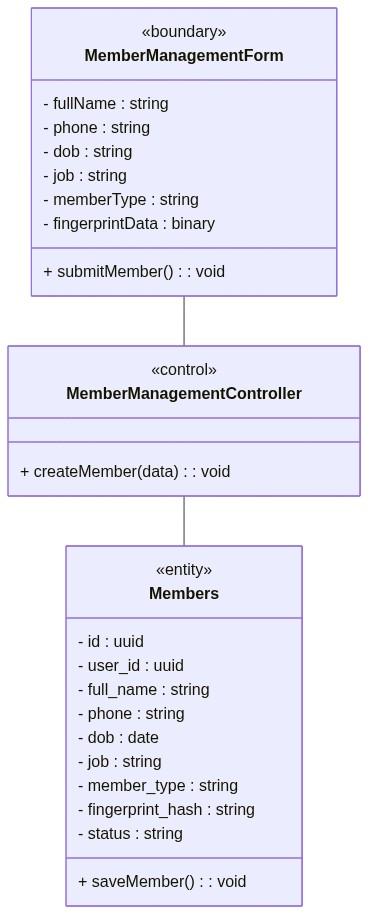 «boundary»
MemberManagementForm
- fullName : string
- phone : string
- dob : string
- job : string
- memberType : string
- fingerprintData : binary
+ submitMember() : : void
«control»
MemberManagementController
+ createMember(data) : : void
«entity»
Members
- id : uuid
- user_id : uuid
- full_name : string
- phone : string
- dob : date
- job : string
- member_type : string
- fingerprint_hash : string
- status : string
+ saveMember() : : void